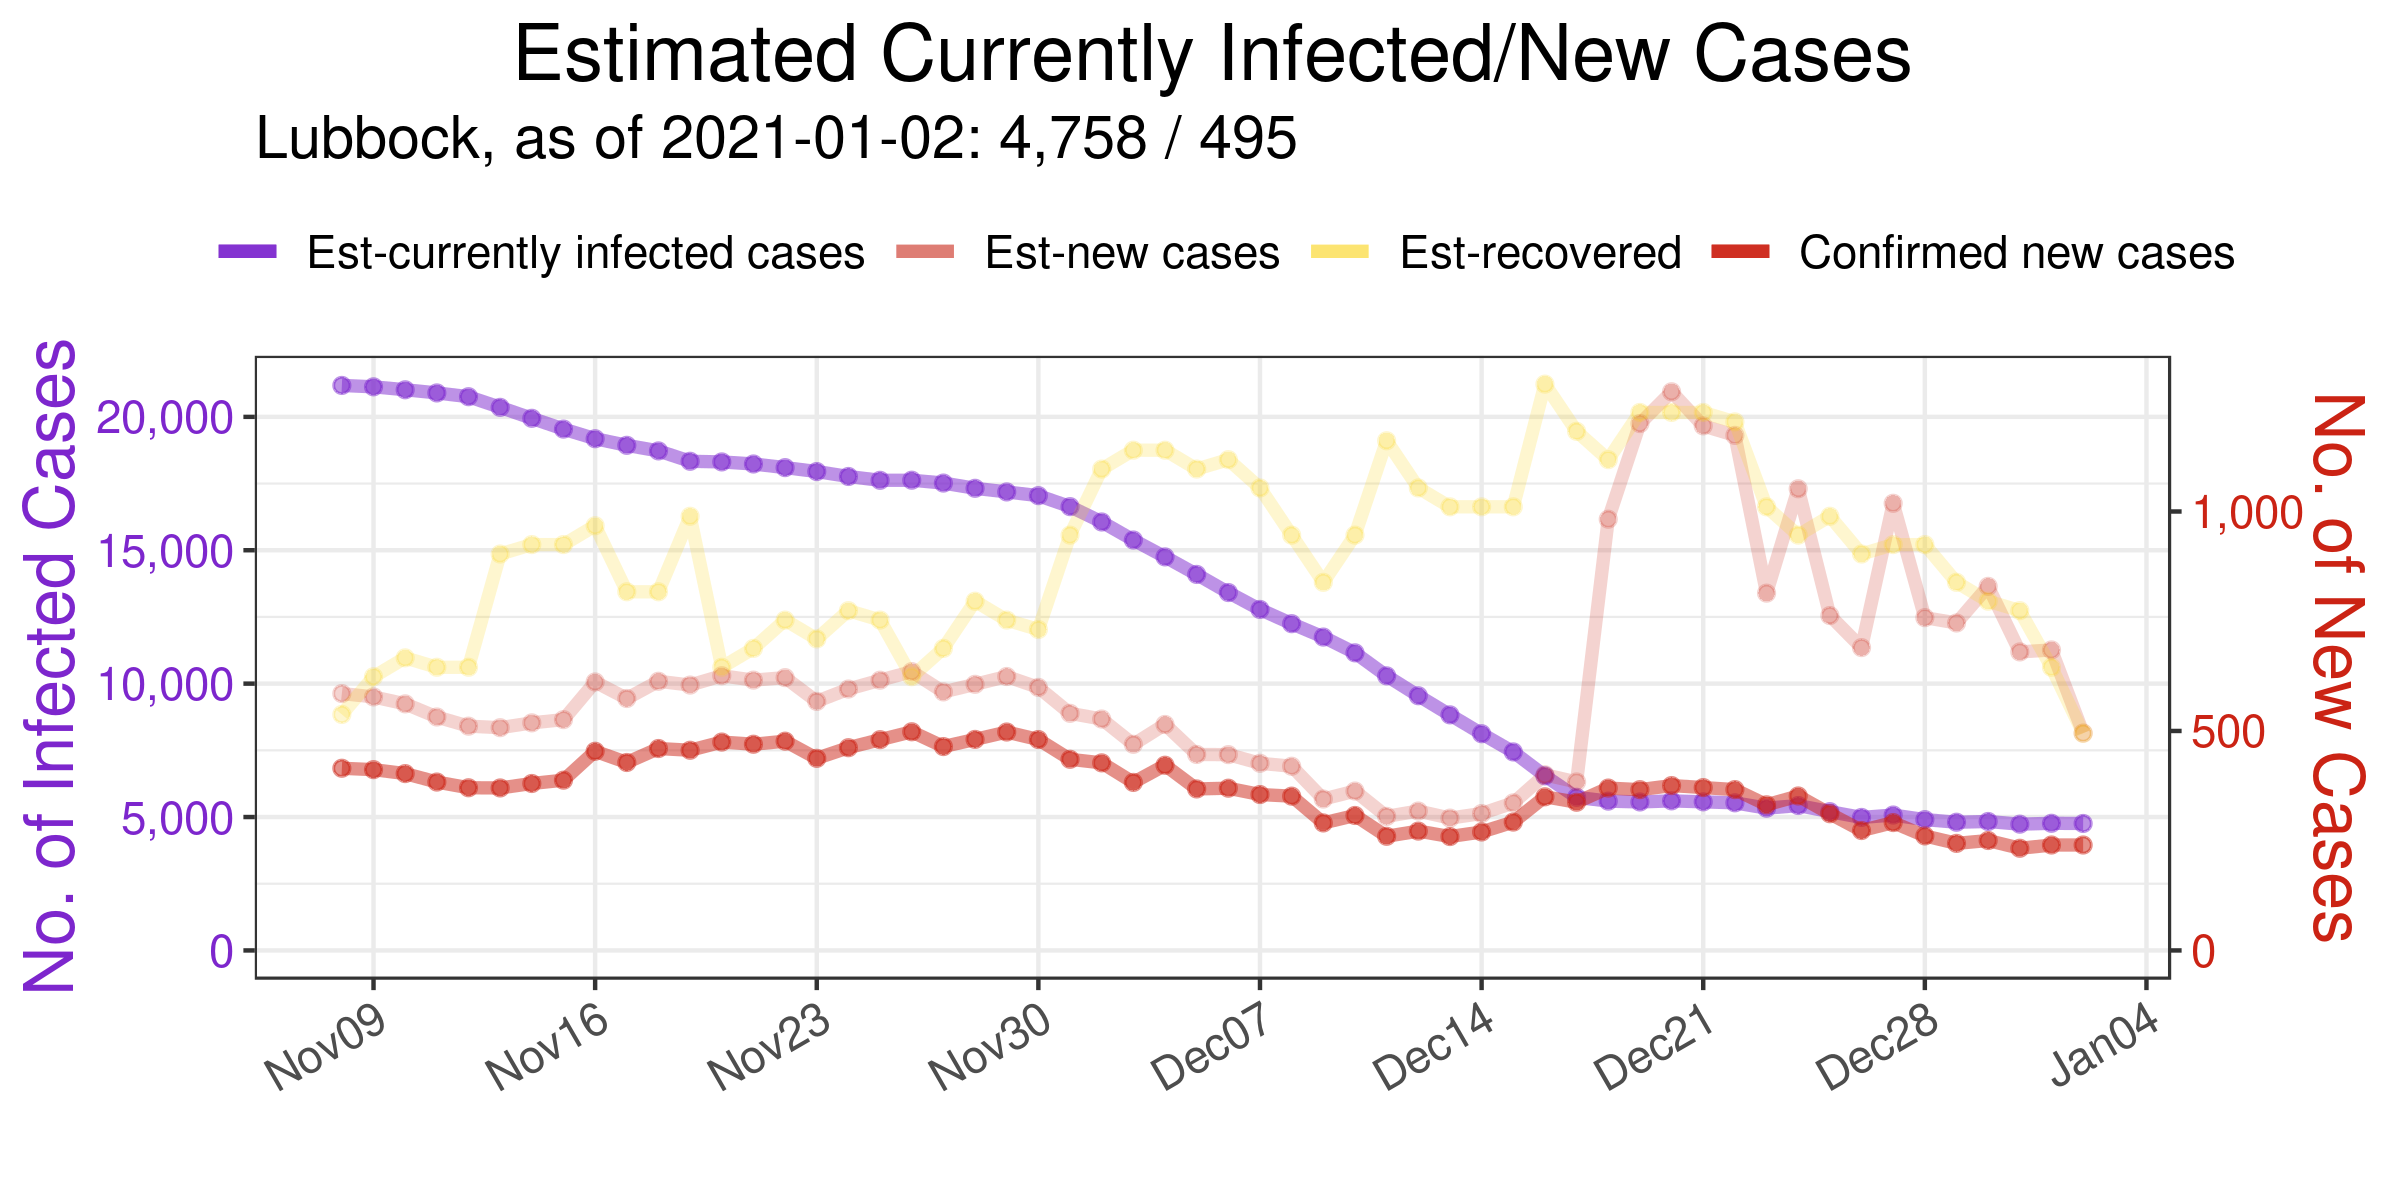 Estimated Currently Infected/New Cases
Lubbock, as of 2021-01-02: 4,758 / 495
Est-currently infected cases Est-new cases Est-recovered Confirmed new cases
No. of Infected Cases
20,000
15,000
10,000
5,000
0
1,000
500
0
No. of New Cases
Nov09 Nov16 Nov23 Nov30 Dec07 Dec14 Dec21 Dec28 Jan04